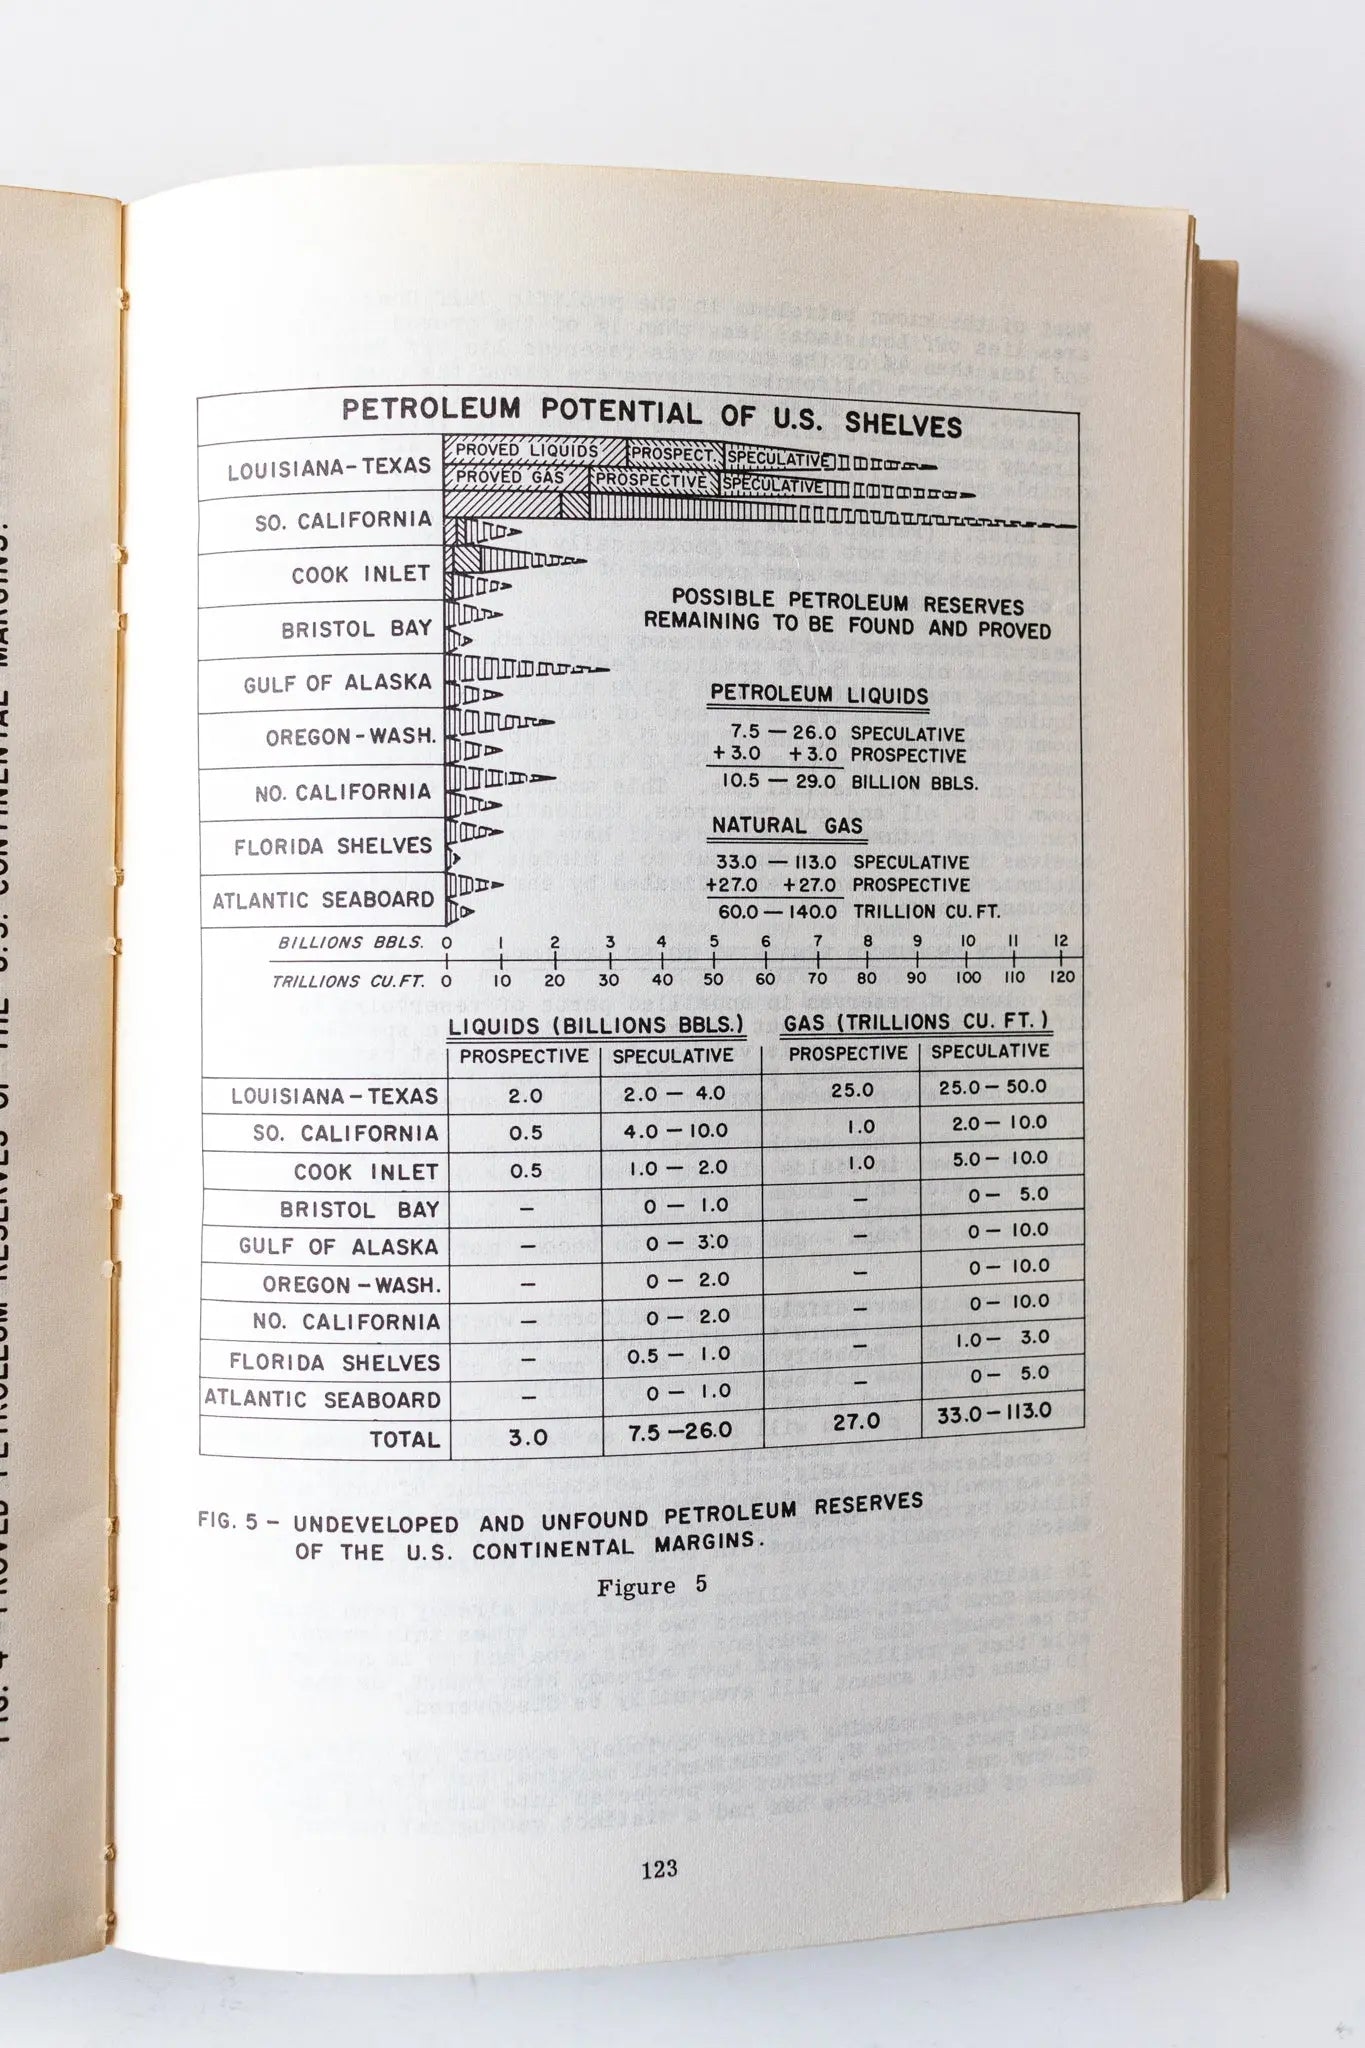 PETROLEUM POTENTIAL OF U.S. SHELVES
LOUISIANA-TEXAS
PROVED LIQUIDS PROSPECT. SPECULATIVE
PROVED GAS PROSPECTIVE SPECULATIVE
SO. CALIFORNIA
COOK INLET
BRISTOL BAY
GULF OF ALASKA
OREGON-WASH.
NO. CALIFORNIA
FLORIDA SHELVES
ATLANTIC SEABOARD
POSSIBLE PETROLEUM RESERVES
REMAINING TO BE FOUND AND PROVED
PETROLEUM LIQUIDS
7.5 — 26.0 SPECULATIVE
+3.0 +3.0 PROSPECTIVE
10.5 — 29.0 BILLION BBLS.
NATURAL GAS
33.0 — 113.0 SPECULATIVE
+27.0 +27.0 PROSPECTIVE
60.0 — 140.0 TRILLION CU. FT.
BILLIONS BBLS. 0 1 2 3 4 5 6 7 8 9 10 11 12
TRILLIONS CU.FT. 0 10 20 30 40 50 60 70 80 90 100 110 120
LIQUIDS (BILLIONS BBLS.) GAS (TRILLIONS CU. FT.)
PROSPECTIVE SPECULATIVE PROSPECTIVE SPECULATIVE
LOUISIANA-TEXAS 2.0 2.0 — 4.0 25.0 25.0 — 50.0
SO. CALIFORNIA 0.5 4.0 — 10.0 1.0 2.0 — 10.0
COOK INLET 0.5 1.0 — 2.0 1.0 5.0 — 10.0
BRISTOL BAY — 0 — 1.0 — 0 — 5.0
GULF OF ALASKA — 0 — 3.0 — 0 — 10.0
OREGON-WASH. — 0 — 2.0 — 0 — 10.0
NO. CALIFORNIA — 0 — 2.0 — 0 — 10.0
FLORIDA SHELVES — 0.5 — 1.0 — 1.0 — 3.0
ATLANTIC SEABOARD — 0 — 1.0 — 0 — 5.0
TOTAL 3.0 7.5 — 26.0 27.0 33.0 — 113.0
FIG. 5 - UNDEVELOPED AND UNFOUND PETROLEUM RESERVES
OF THE U.S. CONTINENTAL MARGINS.
Figure 5
123
FIG. 4 - PROVED PETROLEUM RESERVES OF THE U.S. CONTINENTAL MARGINS.